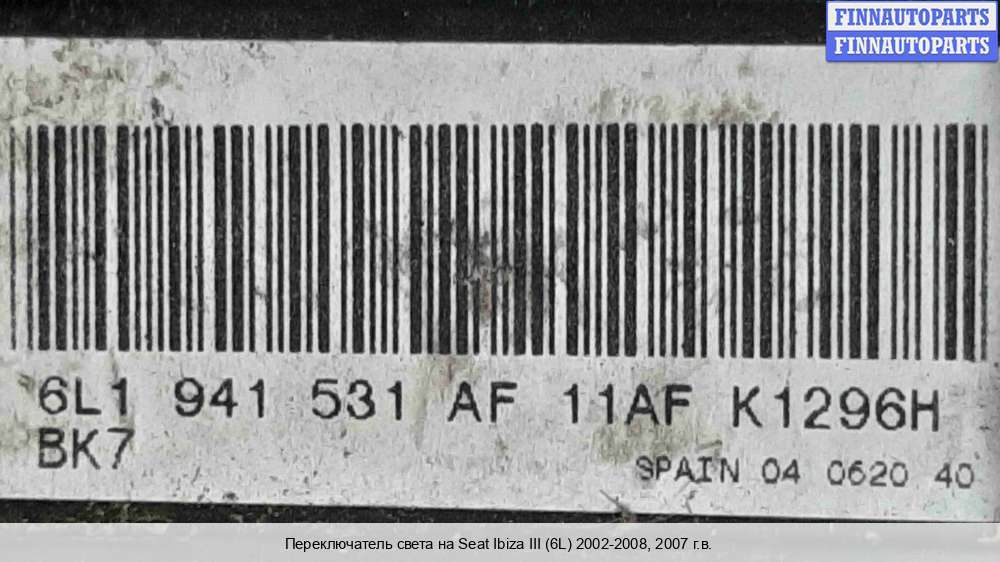 FINNAUTOPARTS
FINNAUTOPARTS
6L1 941 531 AF 11AF K1296H
BK7
SPAIN 04 0620 40
Переключатель света на Seat Ibiza III (6L) 2002-2008, 2007 г.в.